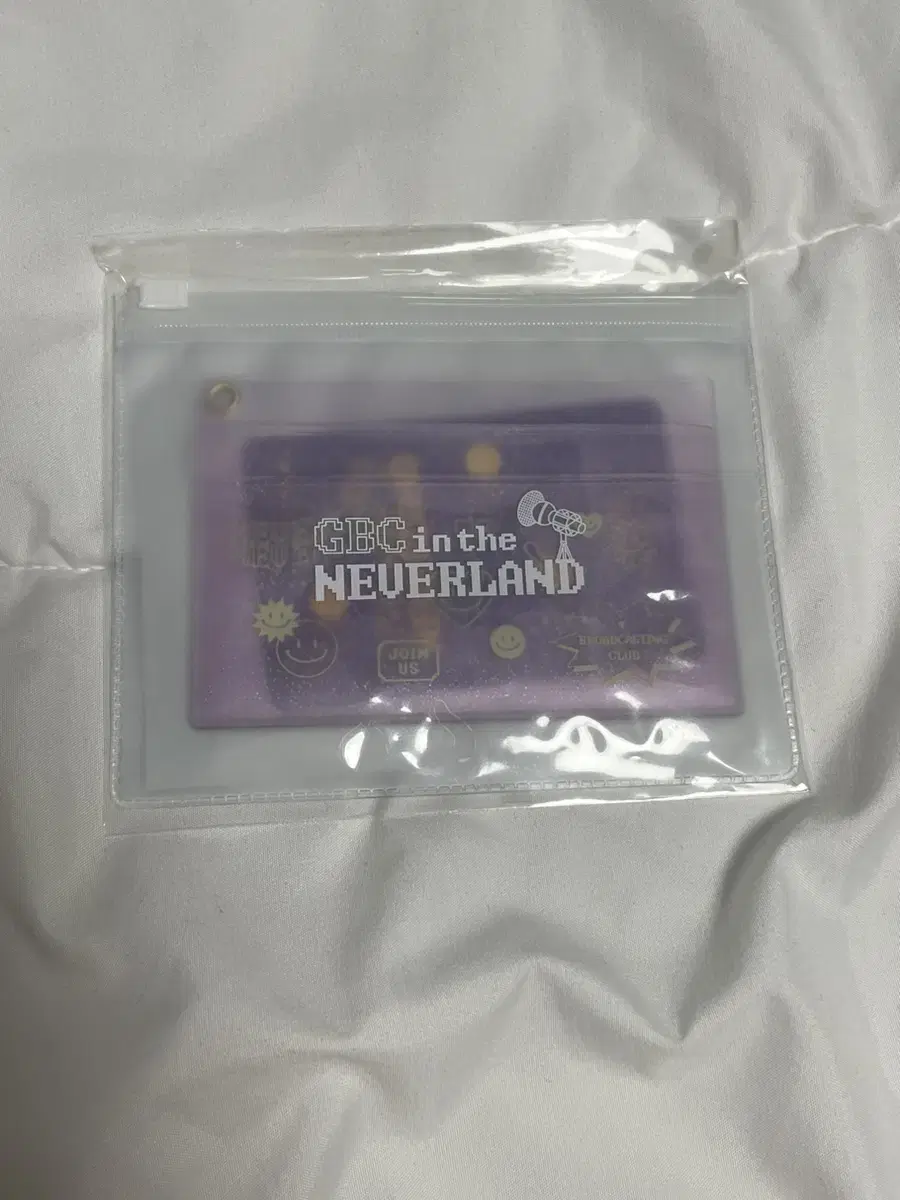 GBC in the
NEVERLAND
JOIN
US
BROADCASTING
CLUB